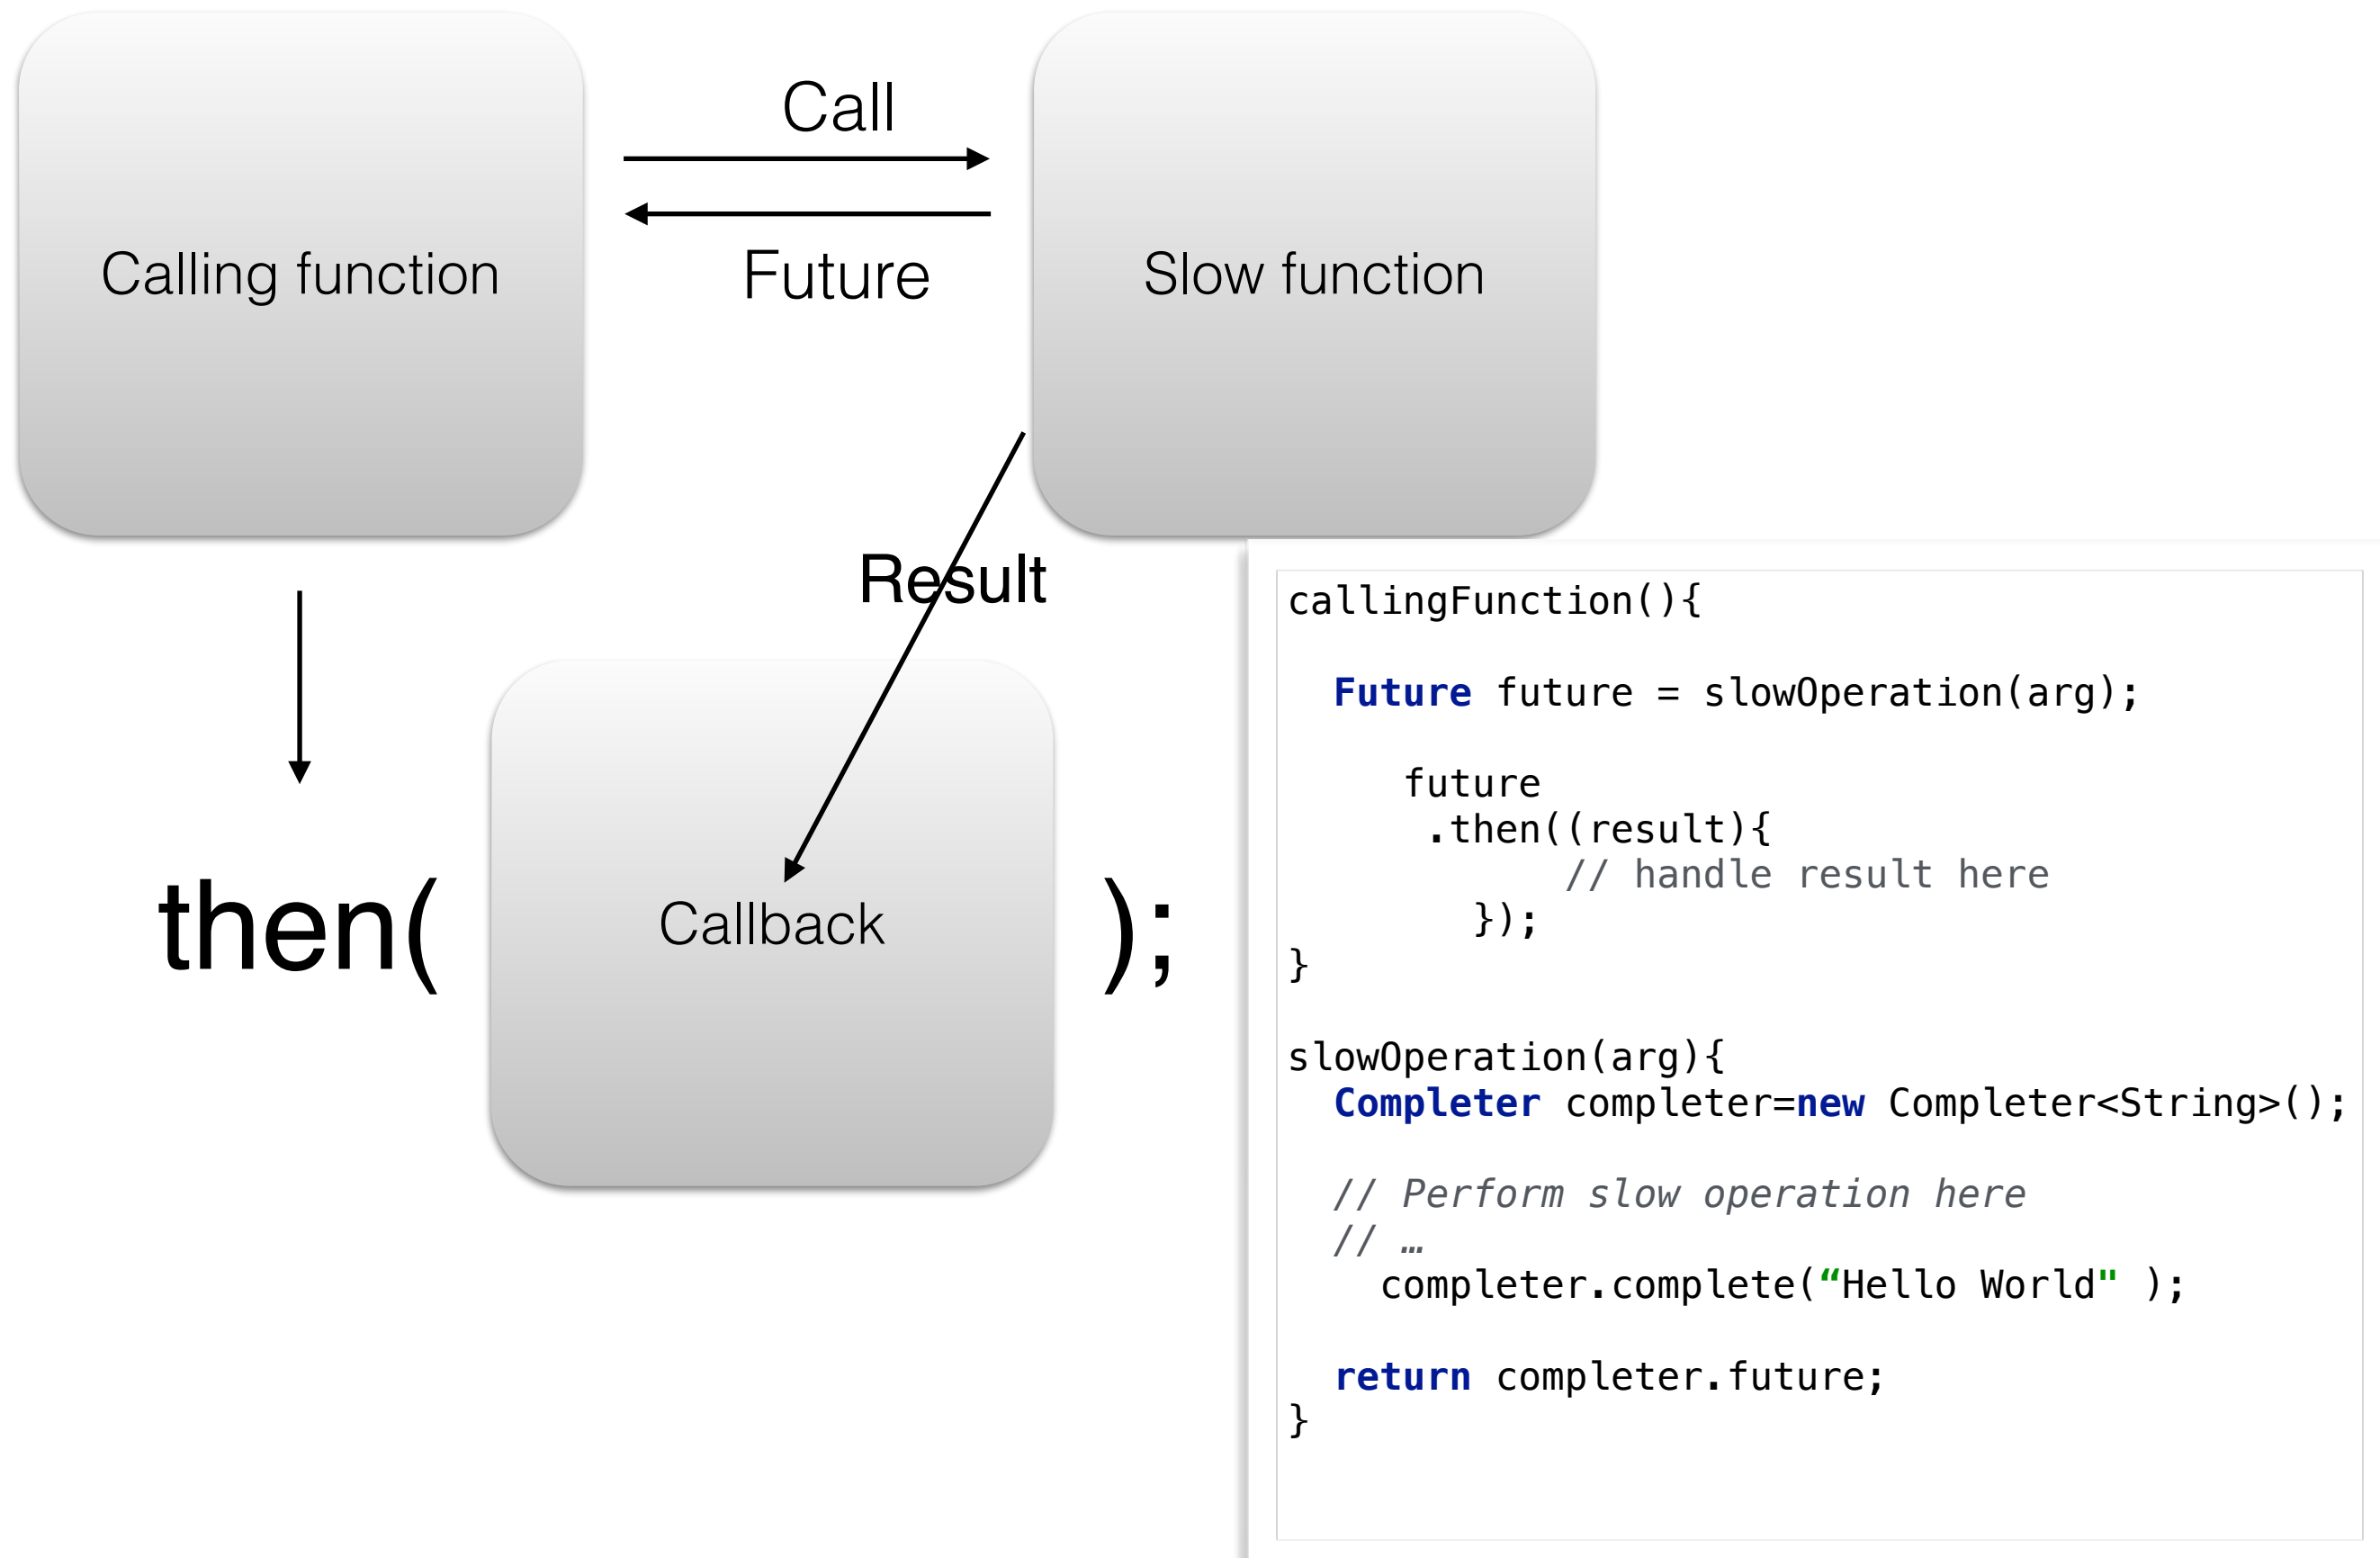 Calling function
Call
Future
Slow function
Result
then(
Callback
);
callingFunction(){
Future future = slowOperation(arg);
future
.then((result){
// handle result here
});
}
slowOperation(arg){
Completer completer=new Completer<String>();
// Perform slow operation here
// …
completer.complete(“Hello World" );
return completer.future;
}